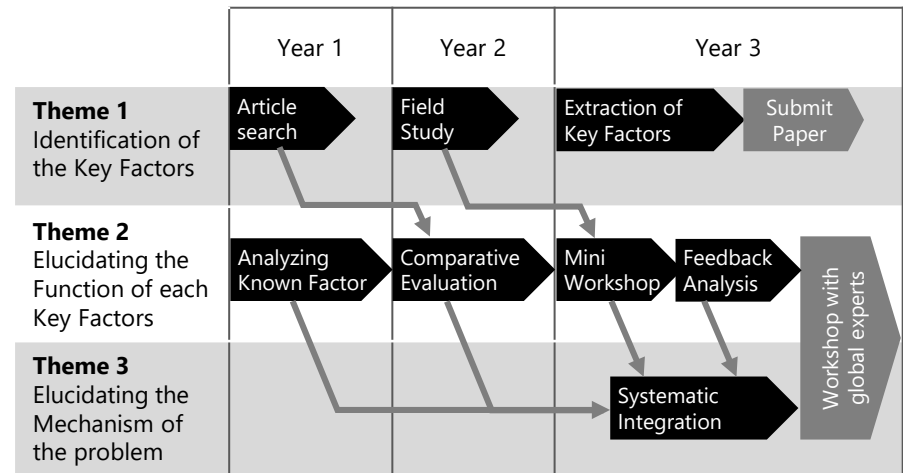 Year 1
Year 2
Year 3
Theme 1
Identification of
the Key Factors
Article
search
Field
Study
Extraction of
Key Factors
Submit
Paper
Theme 2
Elucidating the
Function of each
Key Factors
Analyzing
Known Factor
Comparative
Evaluation
Mini
Workshop
Feedback
Analysis
Workshop with
global experts
Theme 3
Elucidating the
Mechanism of
the problem
Systematic
Integration